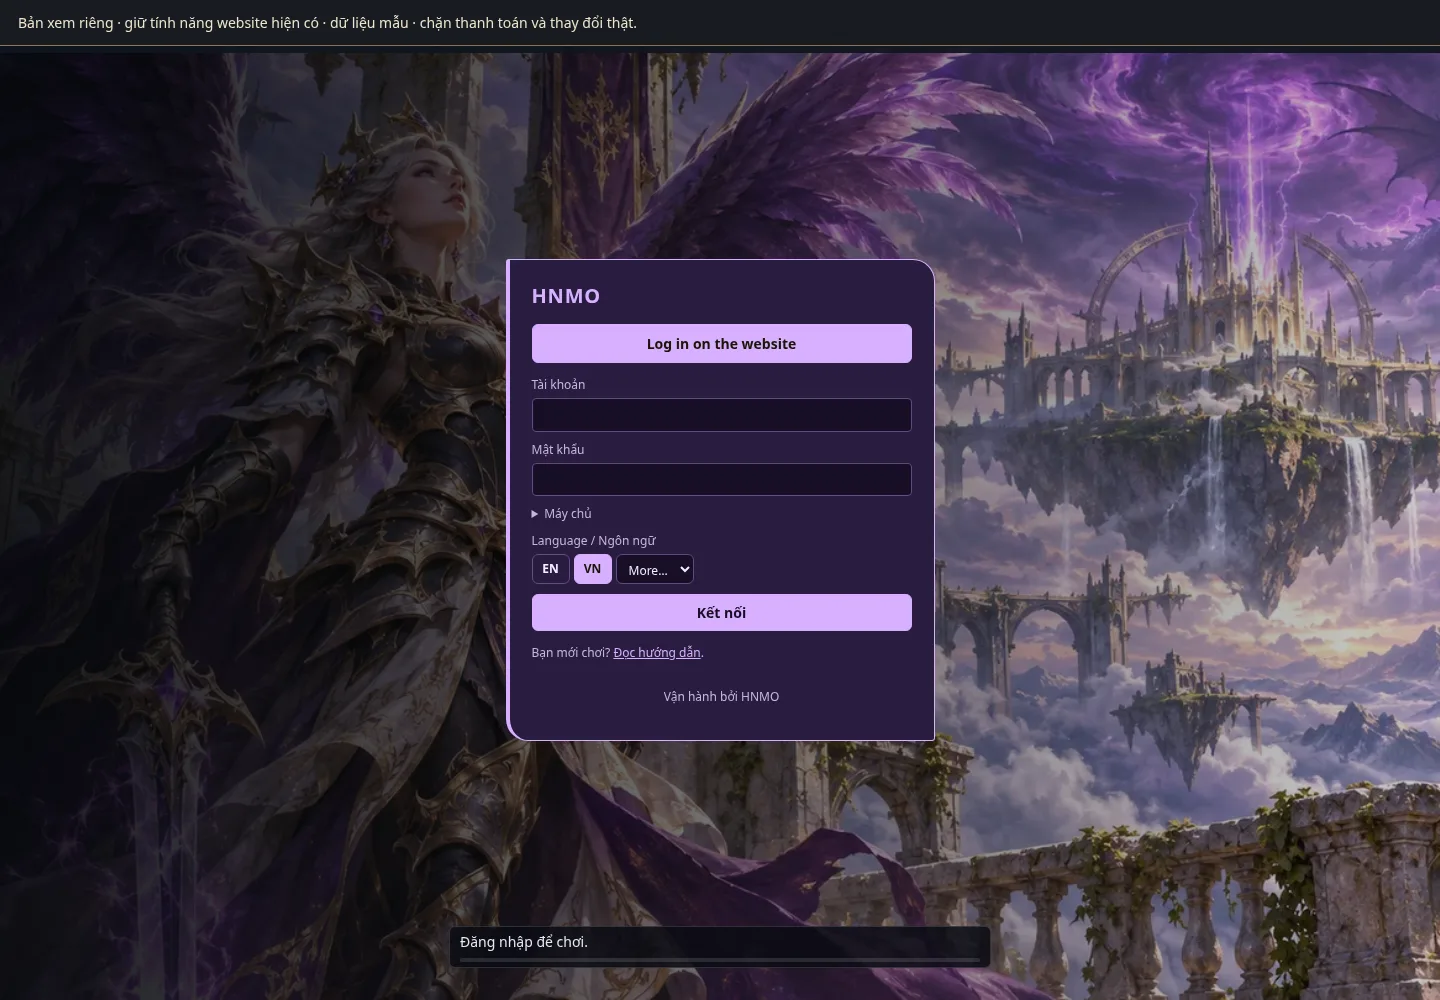 Bản xem riêng · giữ tính năng website hiện có · dữ liệu mẫu · chặn thanh toán và thay đổi thật.
HNMO
Log in on the website
Tài khoản
Mật khẩu
Máy chủ
Language / Ngôn ngữ
EN VN More...
Kết nối
Bạn mới chơi? Đọc hướng dẫn.
Vận hành bởi HNMO
Đăng nhập để chơi.